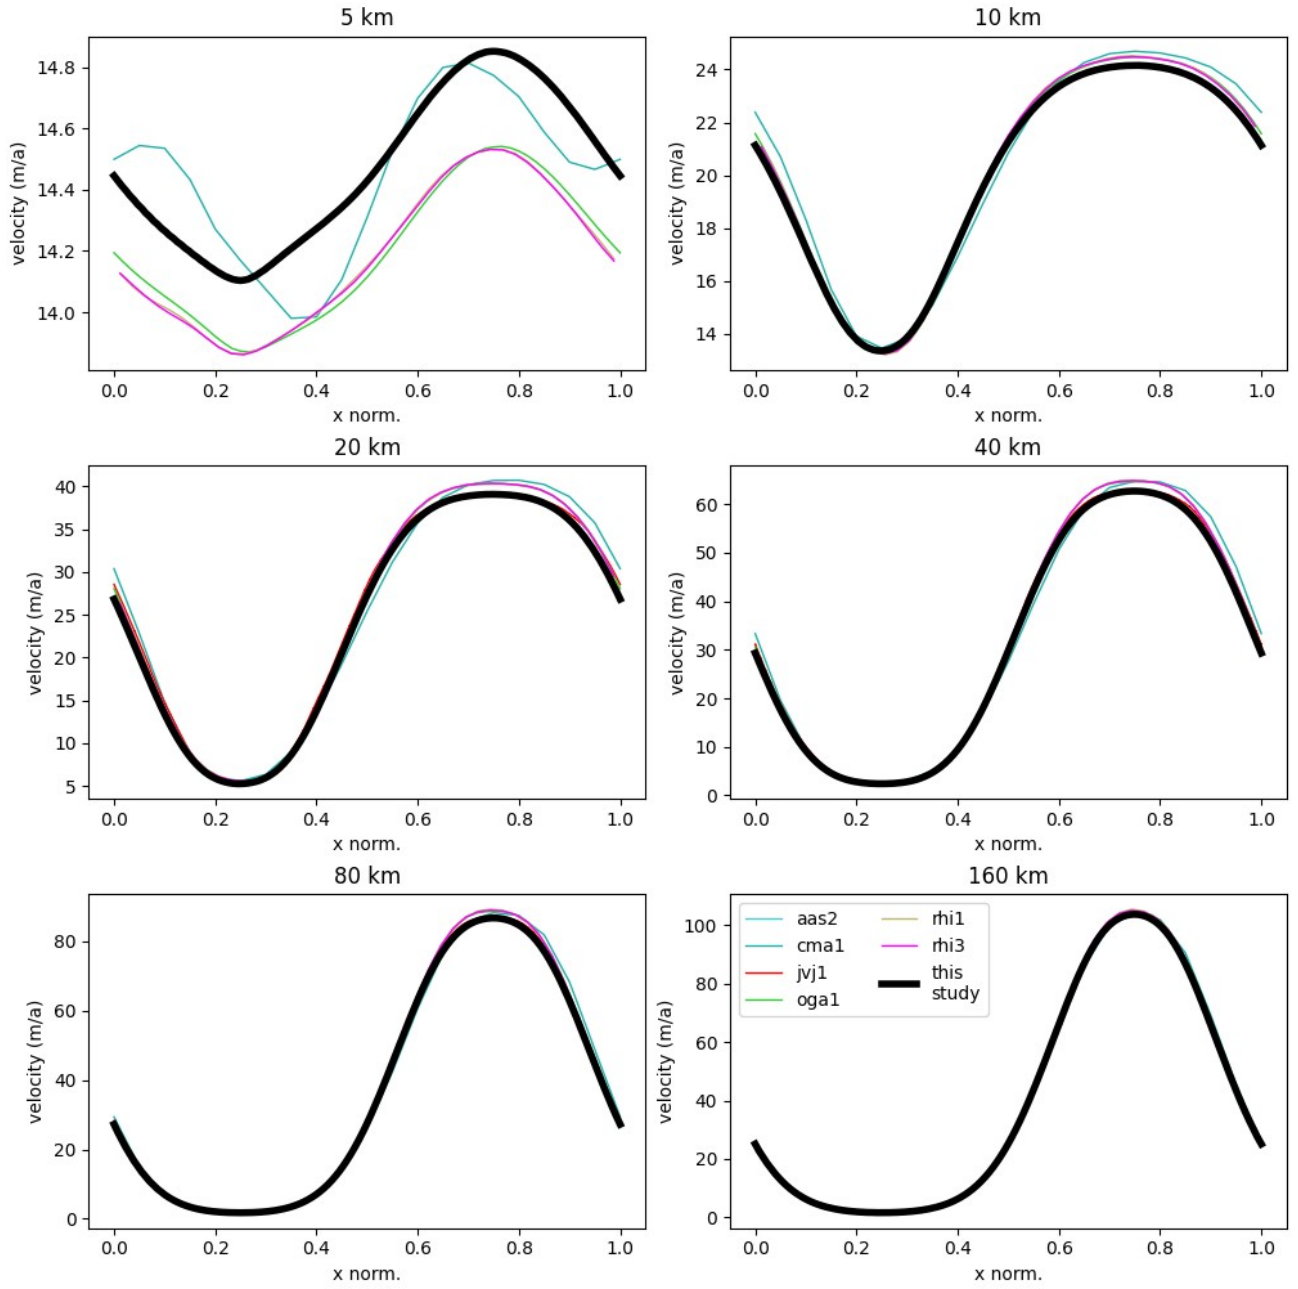 5 km
velocity (m/a)
14.8
14.6
14.4
14.2
14.0
0.0 0.2 0.4 0.6 0.8 1.0
x norm.
10 km
velocity (m/a)
24
22
20
18
16
14
0.0 0.2 0.4 0.6 0.8 1.0
x norm.
20 km
velocity (m/a)
40
35
30
25
20
15
10
5
0.0 0.2 0.4 0.6 0.8 1.0
x norm.
40 km
velocity (m/a)
60
50
40
30
20
10
0
0.0 0.2 0.4 0.6 0.8 1.0
x norm.
80 km
velocity (m/a)
80
60
40
20
0
0.0 0.2 0.4 0.6 0.8 1.0
x norm.
160 km
velocity (m/a)
100
80
60
40
20
0
aas2
cma1
jvj1
oga1
rhi1
rhi3
this
study
0.0 0.2 0.4 0.6 0.8 1.0
x norm.